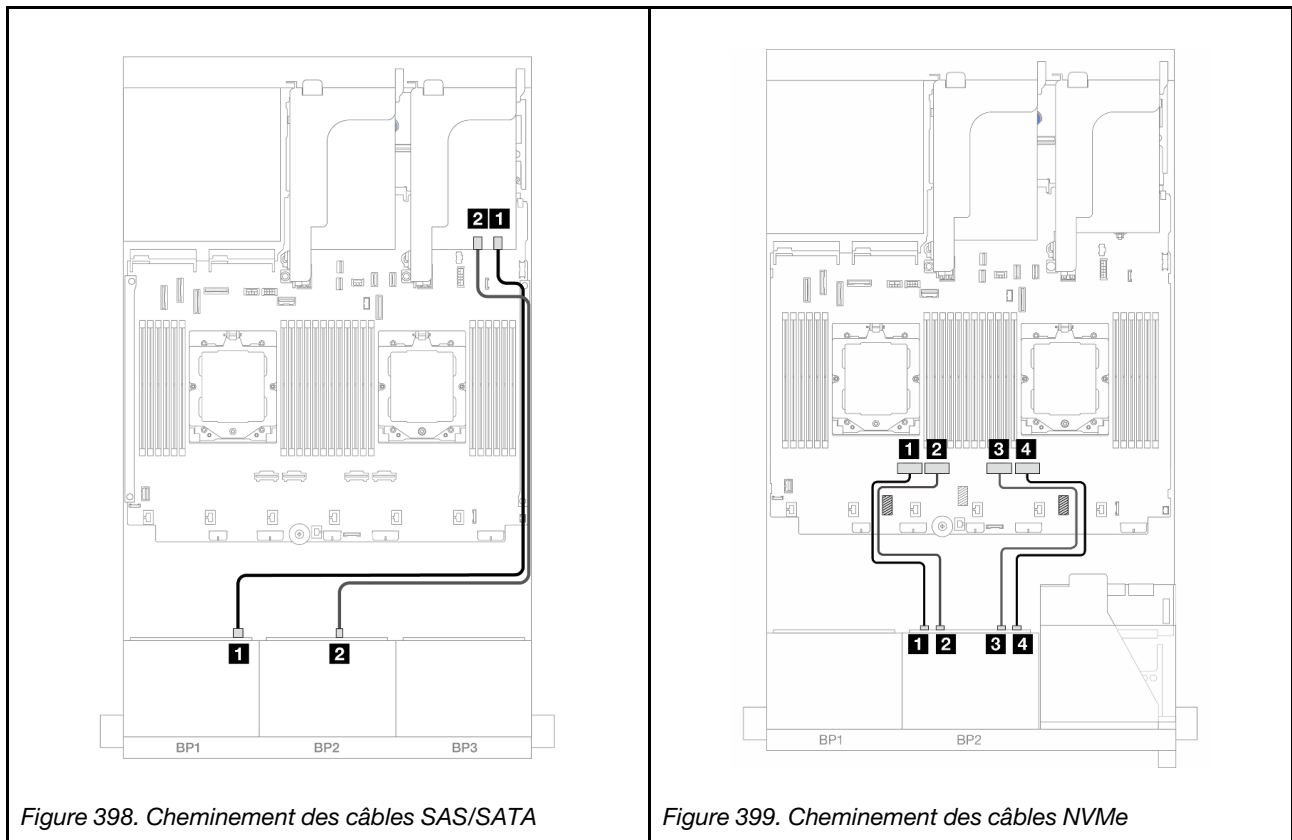 2 1
1
2
BP1 BP2 BP3
Figure 398. Cheminement des câbles SAS/SATA
1 2 3 4
1 2 3 4
BP1 BP2
Figure 399. Cheminement des câbles NVMe